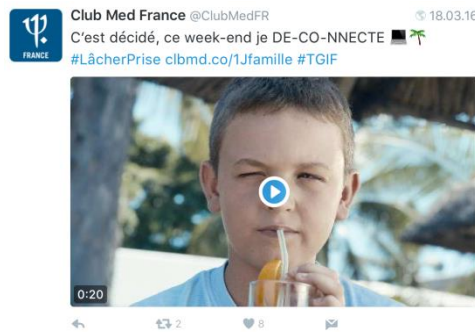 Club Med France @ClubMedFR 18.03.16
C'est décidé, ce week-end je DE-CO-NNECTE 💻🌴
#LâcherPrise clbmd.co/1Jfamille #TGIF
FRANCE
0:20
2 8